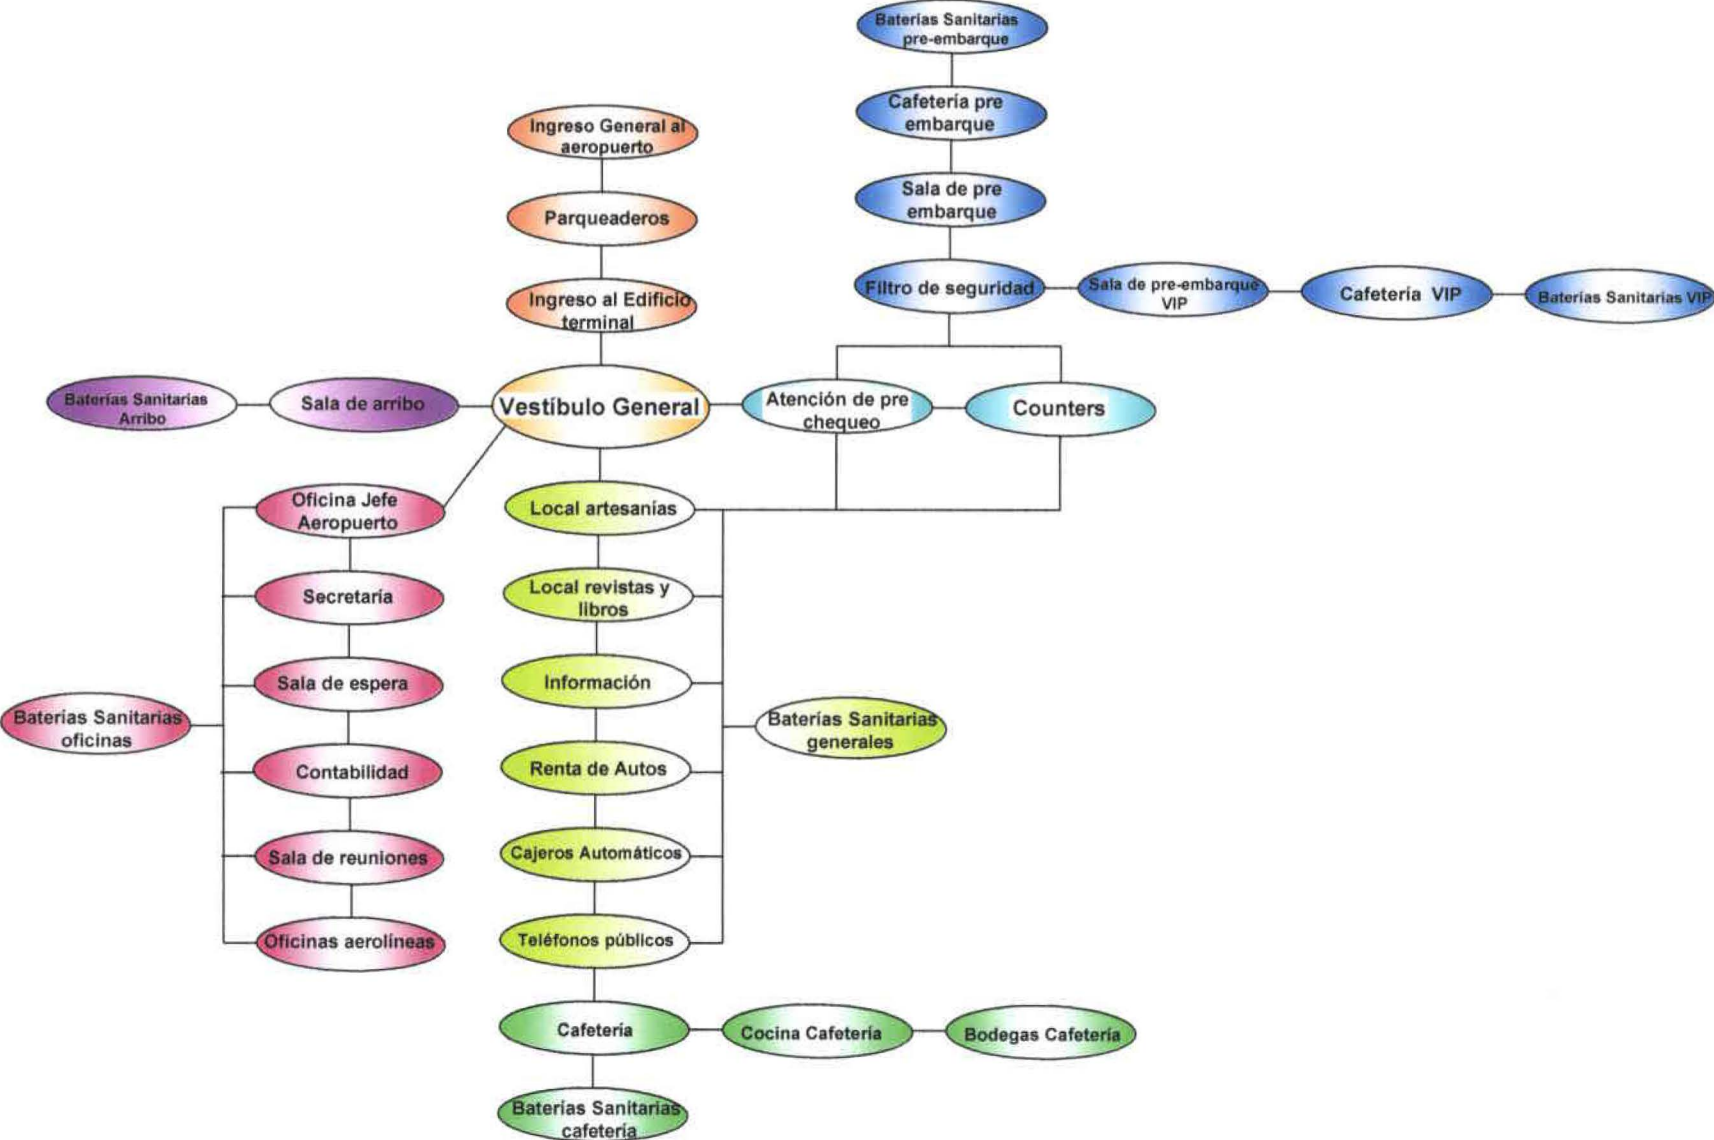 Baterías Sanitarias
pre-embarque
Cafetería pre
embarque
Ingreso General al
aeropuerto
Sala de pre
embarque
Parqueaderos
Filtro de seguridad
Sala de pre-embarque
VIP
Cafetería VIP
Baterías Sanitarias VIP
Ingreso al Edificio
terminal
Baterías Sanitarias
Arribo
Sala de arribo
Vestíbulo General
Atención de pre
chequeo
Counters
Oficina Jefe
Aeropuerto
Local artesanías
Secretaría
Local revistas y
libros
Sala de espera
Información
Baterías Sanitarias
oficinas
Baterías Sanitarias
generales
Contabilidad
Renta de Autos
Sala de reuniones
Cajeros Automáticos
Oficinas aerolíneas
Teléfonos públicos
Cafetería
Cocina Cafetería
Bodegas Cafetería
Baterías Sanitarias
cafetería